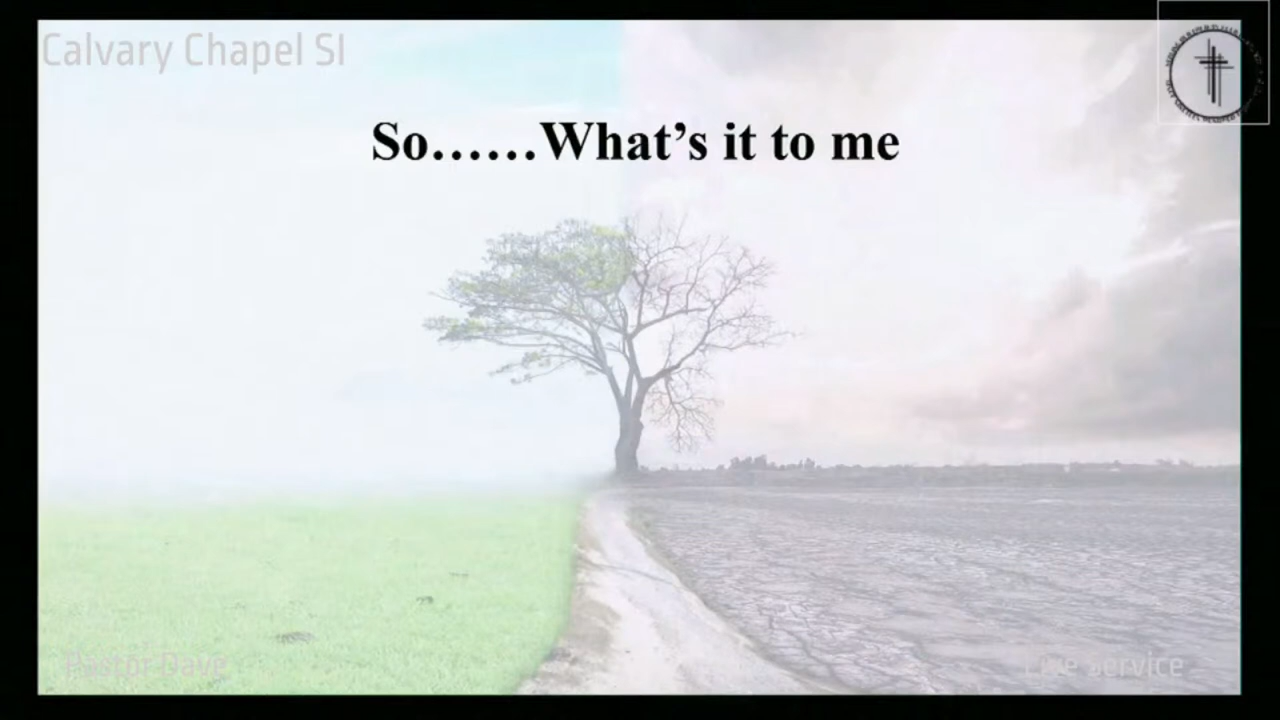 Calvary Chapel SI
So……What’s it to me
Pastor Dave
Live Service